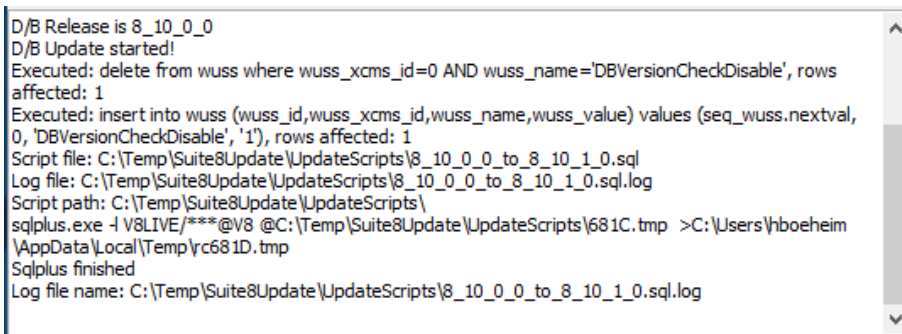 D/B Release is 8_10_0_0
D/B Update started!
Executed: delete from wuss where wuss_xcms_id=0 AND wuss_name='DBVersionCheckDisable', rows
affected: 1
Executed: insert into wuss (wuss_id,wuss_xcms_id,wuss_name,wuss_value) values (seq_wuss.nextval,
0, 'DBVersionCheckDisable', '1'), rows affected: 1
Script file: C:\Temp\Suite8Update\UpdateScripts\8_10_0_0_to_8_10_1_0.sql
Log file: C:\Temp\Suite8Update\UpdateScripts\8_10_0_0_to_8_10_1_0.sql.log
Script path: C:\Temp\Suite8Update\UpdateScripts\
sqlplus.exe -l V8LIVE/***@V8 @C:\Temp\Suite8Update\UpdateScripts\681C.tmp  >C:\Users\hboeheim
\AppData\Local\Temp\rc681D.tmp
Sqlplus finished
Log file name: C:\Temp\Suite8Update\UpdateScripts\8_10_0_0_to_8_10_1_0.sql.log